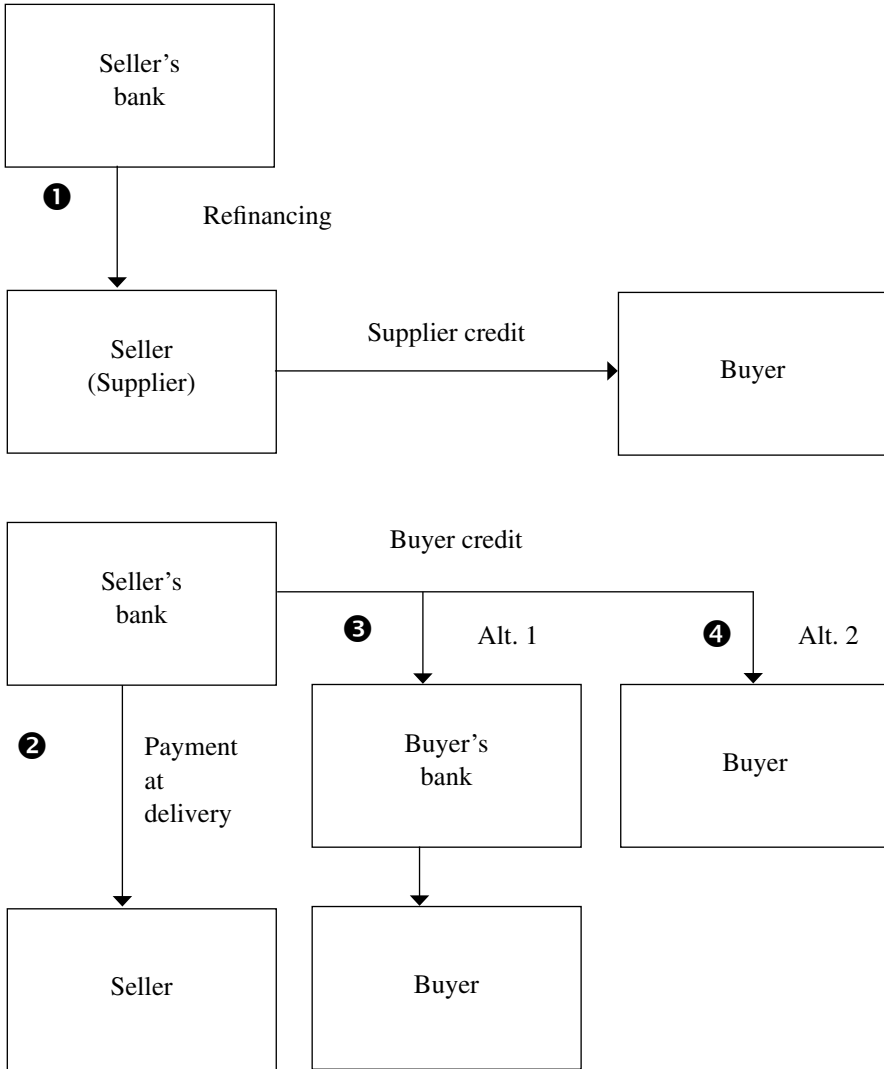 Seller’s
bank
❶
Refinancing
Seller
(Supplier)
Supplier credit
Buyer
Seller’s
bank
Buyer credit
❸
Alt. 1
❹
Alt. 2
❷
Payment
at
delivery
Buyer’s
bank
Buyer
Seller
Buyer